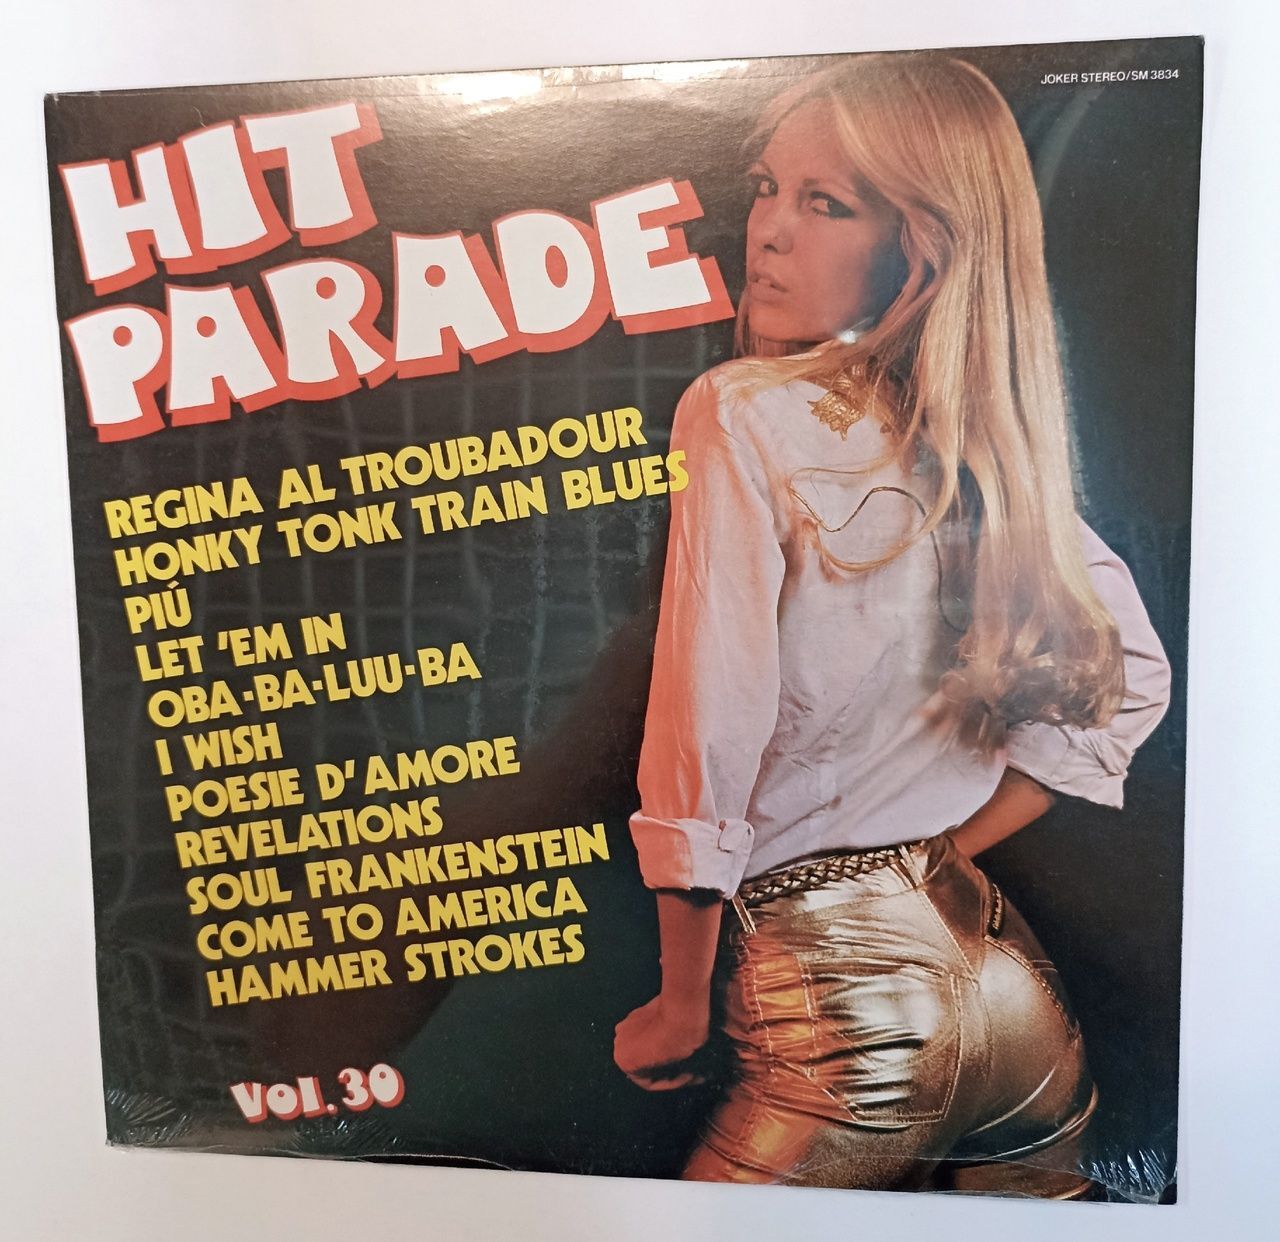 JOKER STEREO/SM 3834
HIT
PARADE
REGINA AL TROUBADOUR
HONKY TONK TRAIN BLUES
PIÚ
LET 'EM IN
OBA-BA-LUU-BA
I WISH
POESIE D'AMORE
REVELATIONS
SOUL FRANKENSTEIN
COME TO AMERICA
HAMMER STROKES
VOL. 30